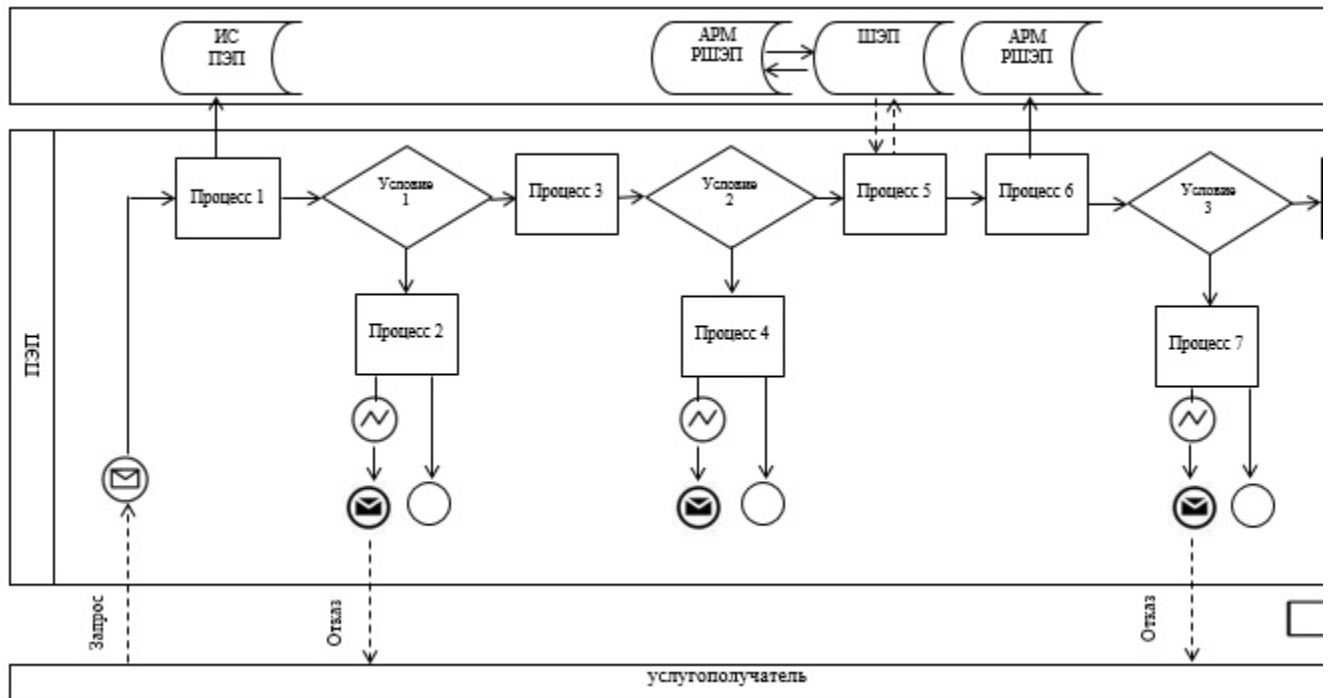 ИС
ПЭП
АРМ
РШЭП
ШЭП
АРМ
РШЭП
Процесс 1
Условие
1
Процесс 3
Условие
2
Процесс 5
Процесс 6
Условие
3
Процесс 2
Процесс 4
Процесс 7
ПЭП
Запрос
Отказ
Отказ
услугополучатель